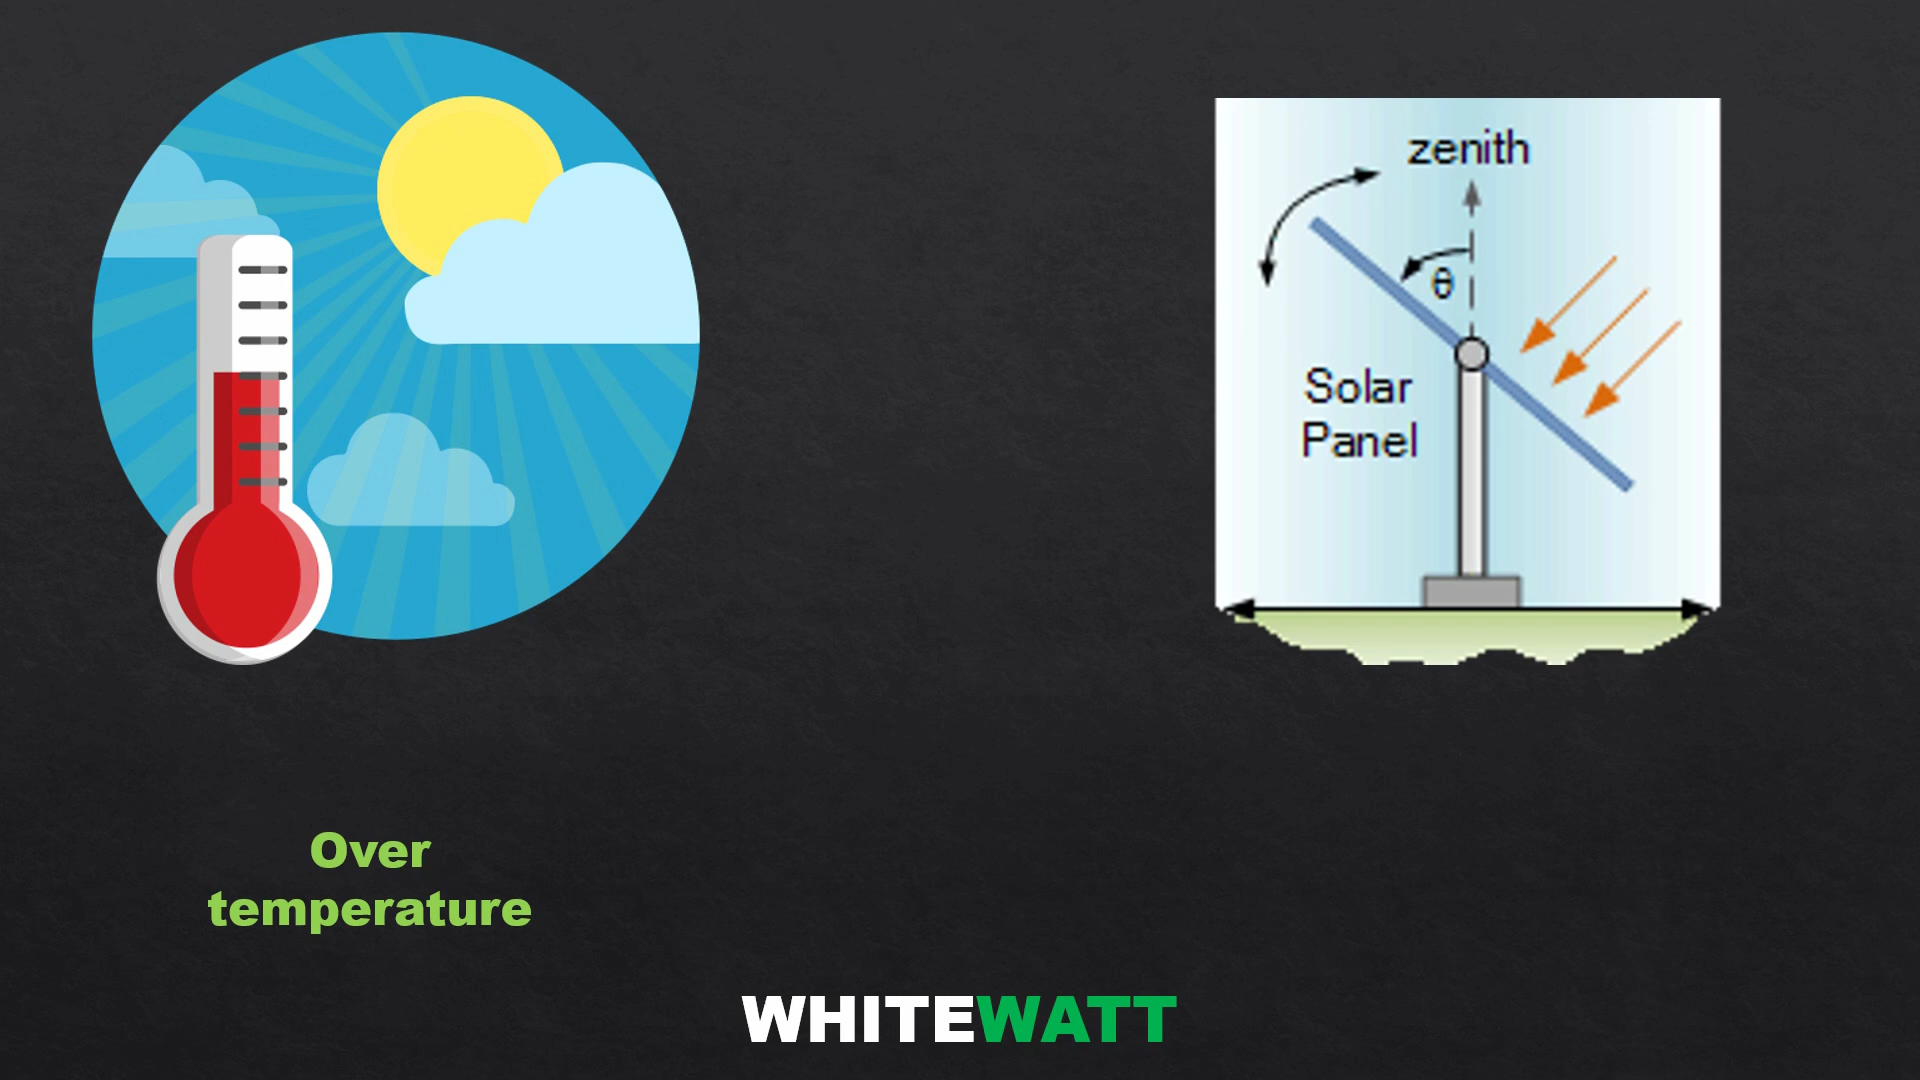 zenith
θ
Solar
Panel
Over
temperature
WHITEWATT